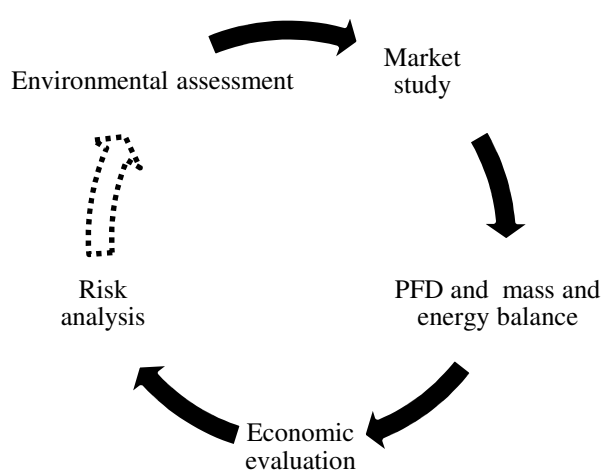 Environmental assessment
Market
study
PFD and mass and
energy balance
Economic
evaluation
Risk
analysis